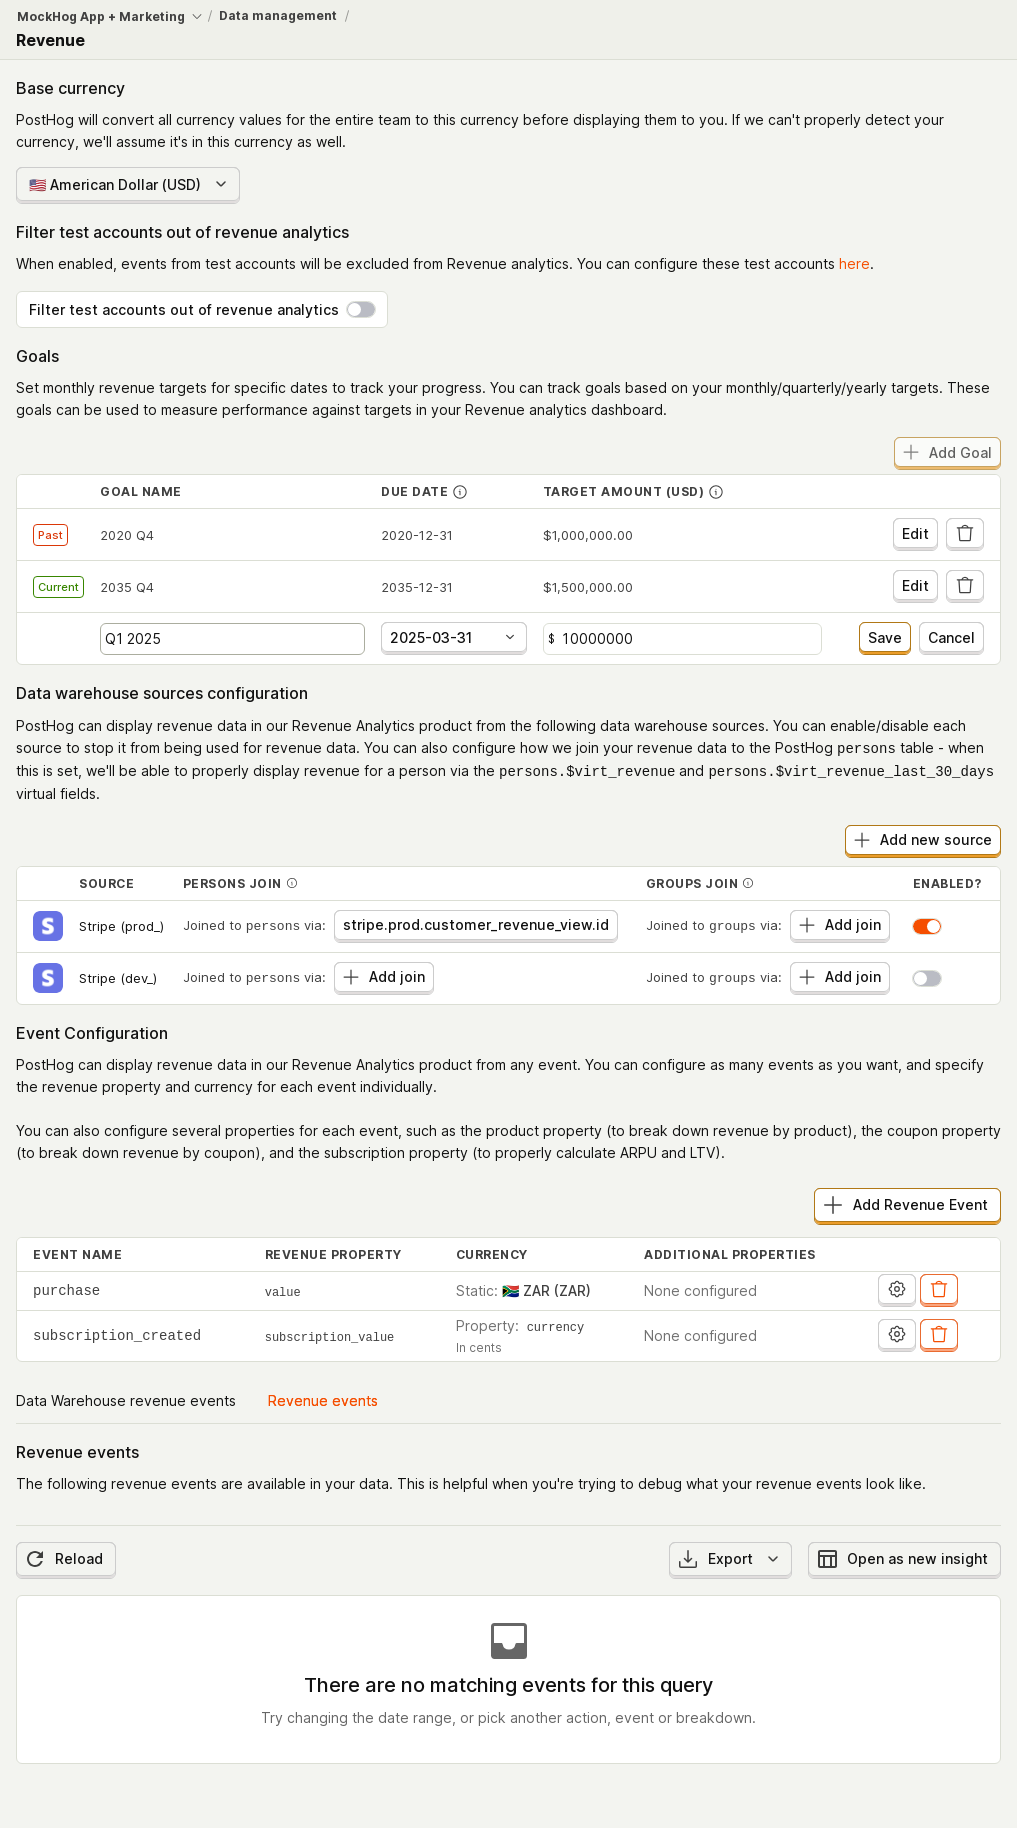 MockHog App + Marketing / Data management /
Revenue
Base currency
PostHog will convert all currency values for the entire team to this currency before displaying them to you. If we can't properly detect your
currency, we'll assume it's in this currency as well.
🇺🇸 American Dollar (USD)
Filter test accounts out of revenue analytics
When enabled, events from test accounts will be excluded from Revenue analytics. You can configure these test accounts here.
Filter test accounts out of revenue analytics
Goals
Set monthly revenue targets for specific dates to track your progress. You can track goals based on your monthly/quarterly/yearly targets. These
goals can be used to measure performance against targets in your Revenue analytics dashboard.
Add Goal
GOAL NAME DUE DATE TARGET AMOUNT (USD)
Past 2020 Q4 2020-12-31 $1,000,000.00 Edit
Current 2035 Q4 2035-12-31 $1,500,000.00 Edit
Q1 2025 2025-03-31 $ 10000000 Save Cancel
Data warehouse sources configuration
PostHog can display revenue data in our Revenue Analytics product from the following data warehouse sources. You can enable/disable each
source to stop it from being used for revenue data. You can also configure how we join your revenue data to the PostHog persons table - when
this is set, we'll be able to properly display revenue for a person via the persons.$virt_revenue and persons.$virt_revenue_last_30_days
virtual fields.
Add new source
SOURCE PERSONS JOIN GROUPS JOIN ENABLED?
S Stripe (prod_) Joined to persons via: stripe.prod.customer_revenue_view.id Joined to groups via: Add join
S Stripe (dev_) Joined to persons via: Add join Joined to groups via: Add join
Event Configuration
PostHog can display revenue data in our Revenue Analytics product from any event. You can configure as many events as you want, and specify
the revenue property and currency for each event individually.
You can also configure several properties for each event, such as the product property (to break down revenue by product), the coupon property
(to break down revenue by coupon), and the subscription property (to properly calculate ARPU and LTV).
Add Revenue Event
EVENT NAME REVENUE PROPERTY CURRENCY ADDITIONAL PROPERTIES
purchase value Static: 🇿🇦 ZAR (ZAR) None configured
subscription_created subscription_value Property: currency None configured
In cents
Data Warehouse revenue events Revenue events
Revenue events
The following revenue events are available in your data. This is helpful when you're trying to debug what your revenue events look like.
Reload Export Open as new insight
There are no matching events for this query
Try changing the date range, or pick another action, event or breakdown.